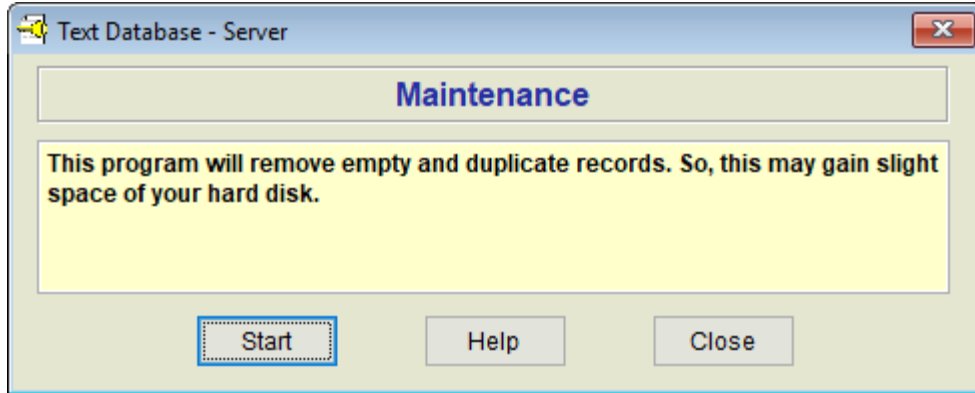 Text Database - Server
Maintenance
This program will remove empty and duplicate records. So, this may gain slight
space of your hard disk.
Start Help Close